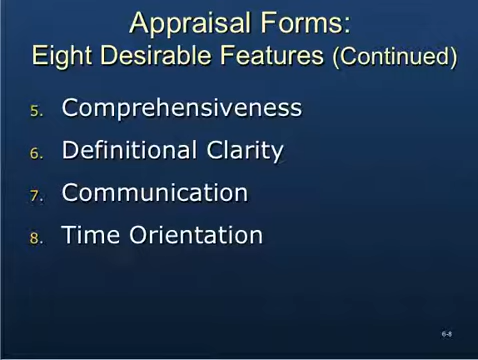 Appraisal Forms:
Eight Desirable Features (Continued)
5. Comprehensiveness
6. Definitional Clarity
7. Communication
8. Time Orientation
6-8